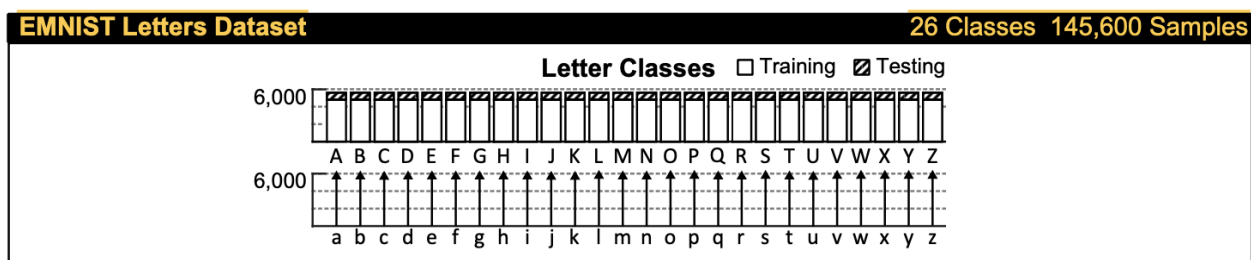 EMNIST Letters Dataset 26 Classes 145,600 Samples
Letter Classes Training Testing
6,000
A B C D E F G H I J K L M N O P Q R S T U V W X Y Z
6,000
a b c d e f g h i j k l m n o p q r s t u v w x y z